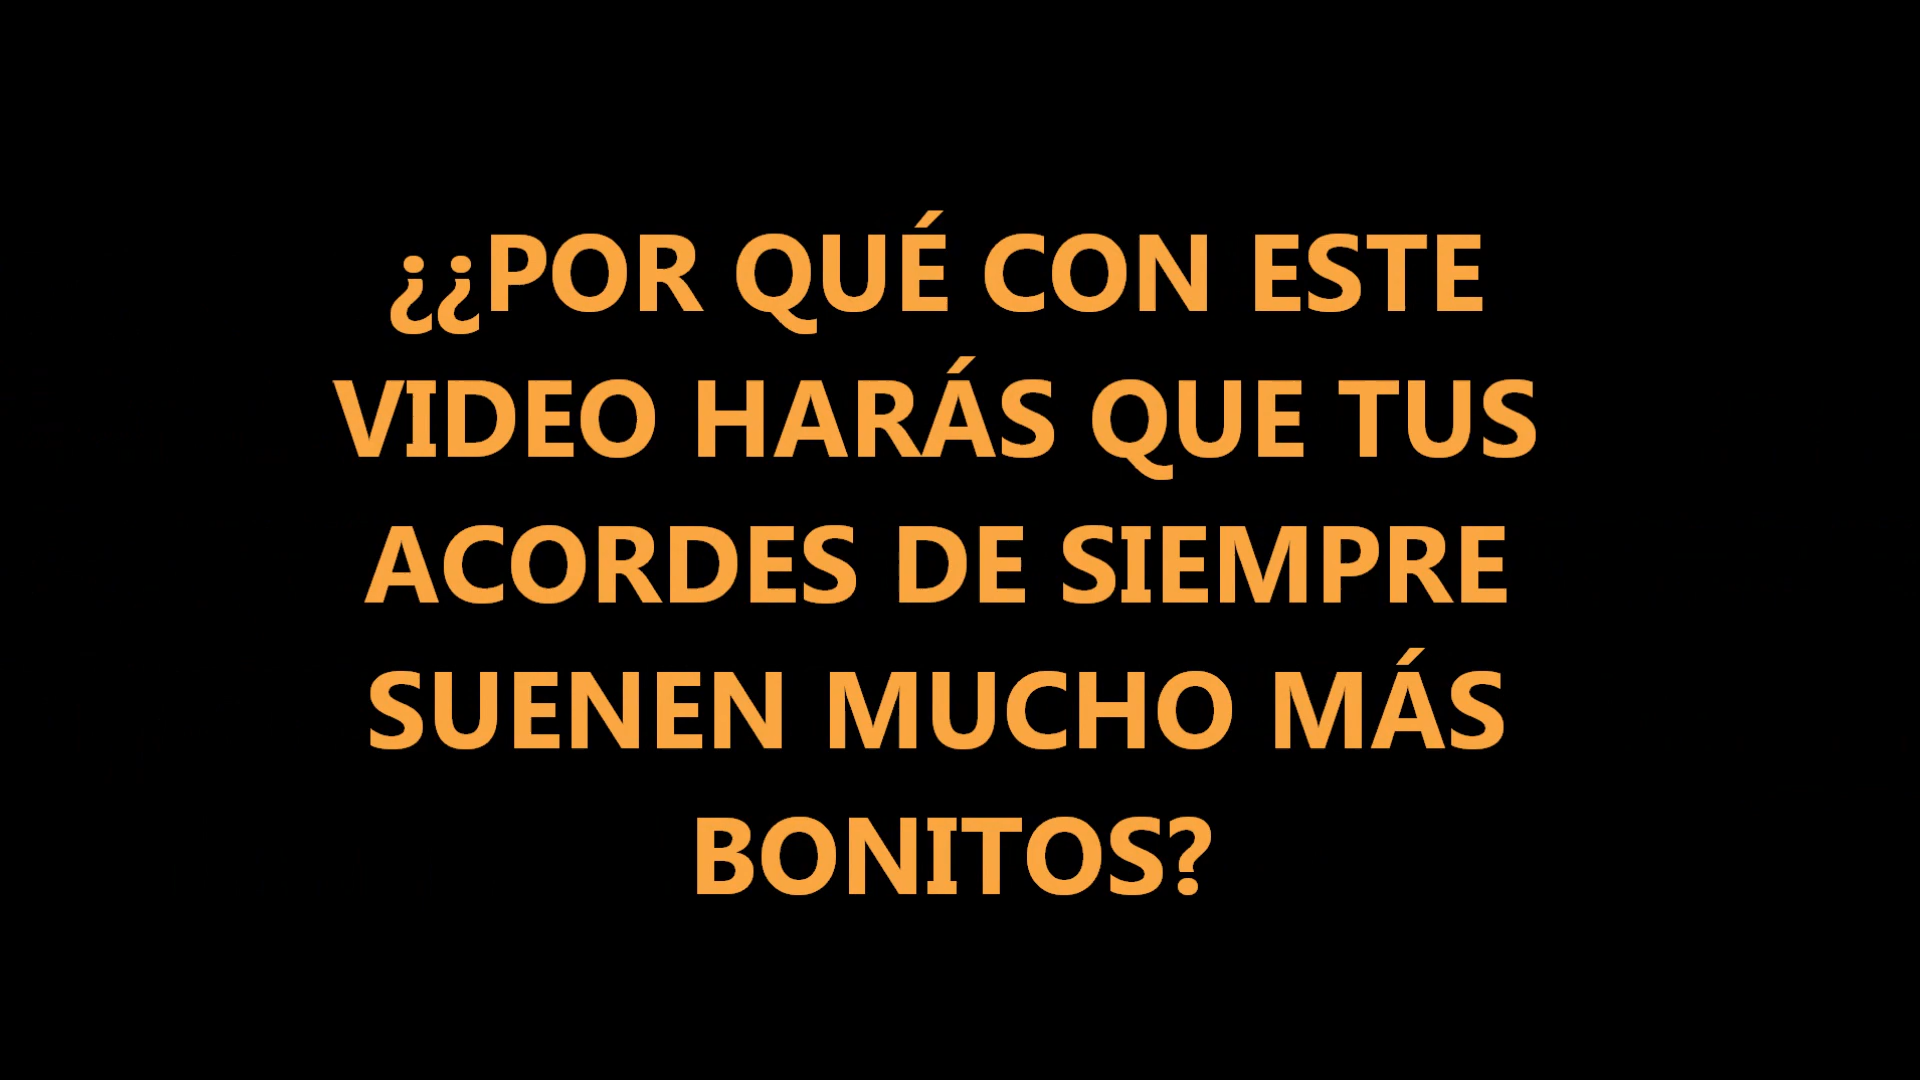 ¿¿POR QUÉ CON ESTE
VIDEO HARÁS QUE TUS
ACORDES DE SIEMPRE
SUENEN MUCHO MÁS
BONITOS?